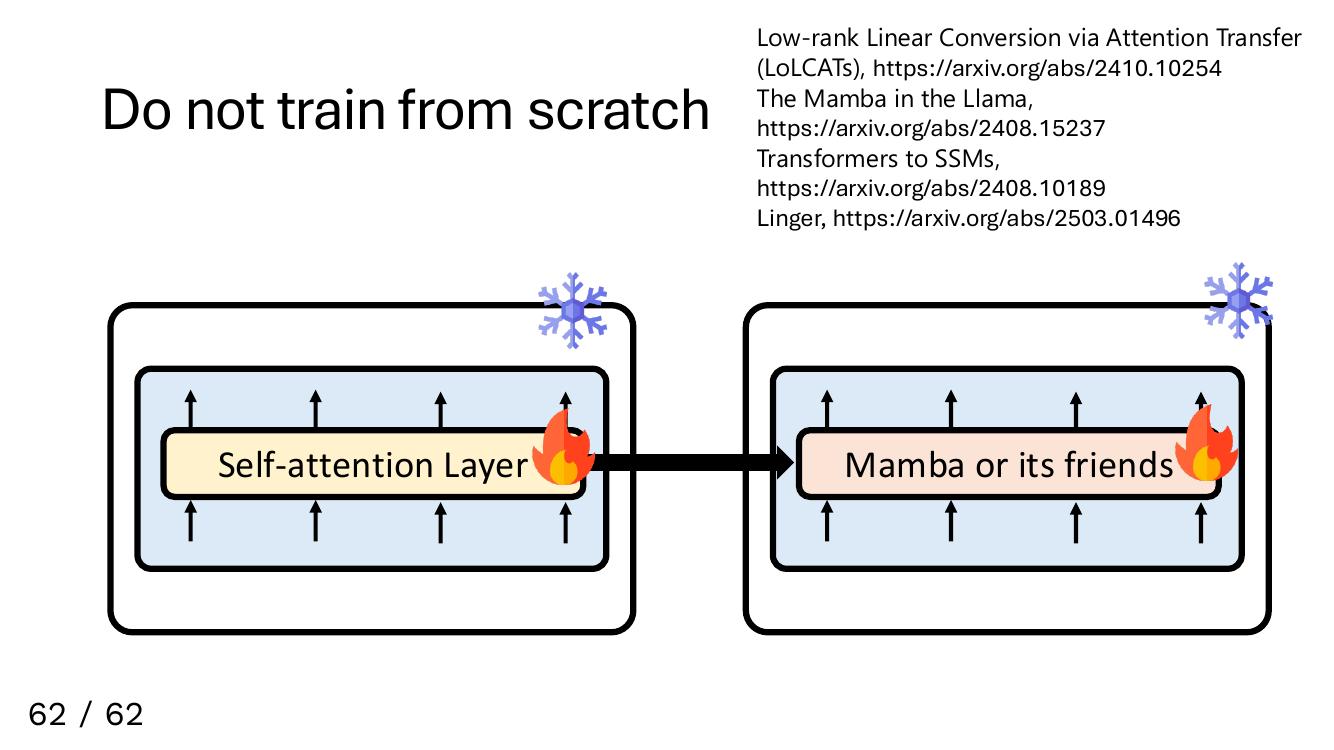 Low-rank Linear Conversion via Attention Transfer
(LoLCATs), https://arxiv.org/abs/2410.10254
The Mamba in the Llama,
https://arxiv.org/abs/2408.15237
Transformers to SSMs,
https://arxiv.org/abs/2408.10189
Linger, https://arxiv.org/abs/2503.01496
Do not train from scratch
Self-attention Layer
Mamba or its friends
62 / 62